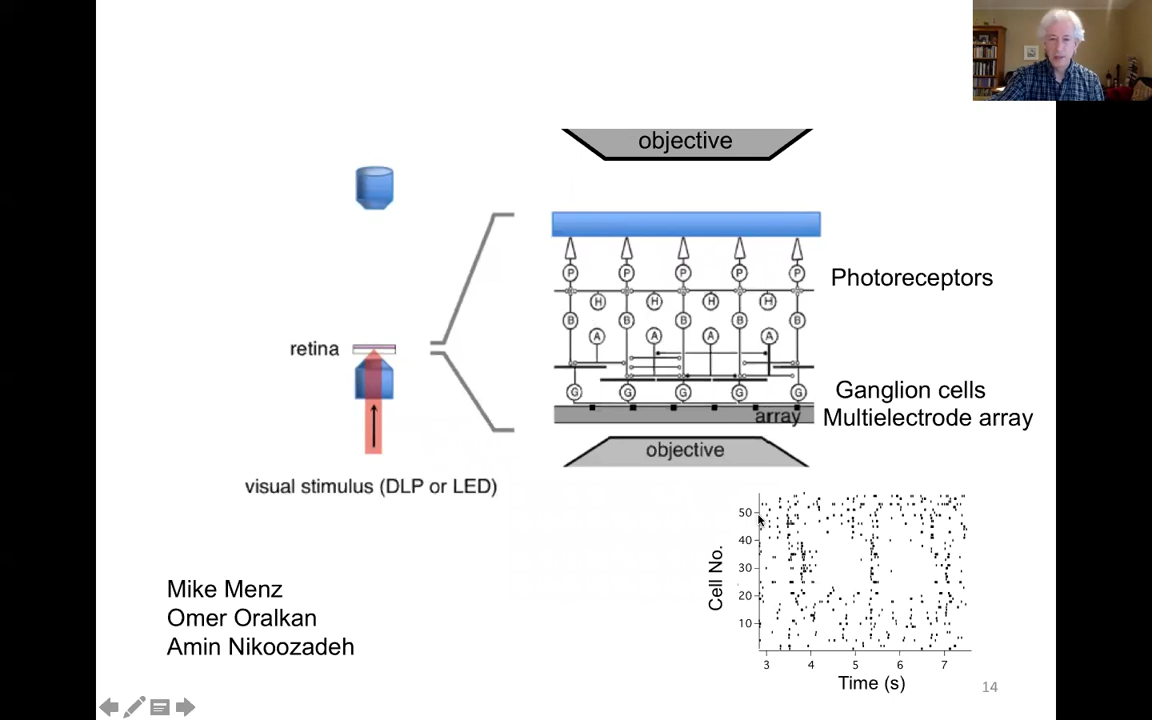 objective
P P P P P
Photoreceptors
H H H H
B B B B B
A A A A
retina
G G G G G
Ganglion cells
array
Multielectrode array
objective
visual stimulus (DLP or LED)
50
40
30
20
10
Cell No.
3 4 5 6 7
Time (s)
Mike Menz
Omer Oralkan
Amin Nikoozadeh
14